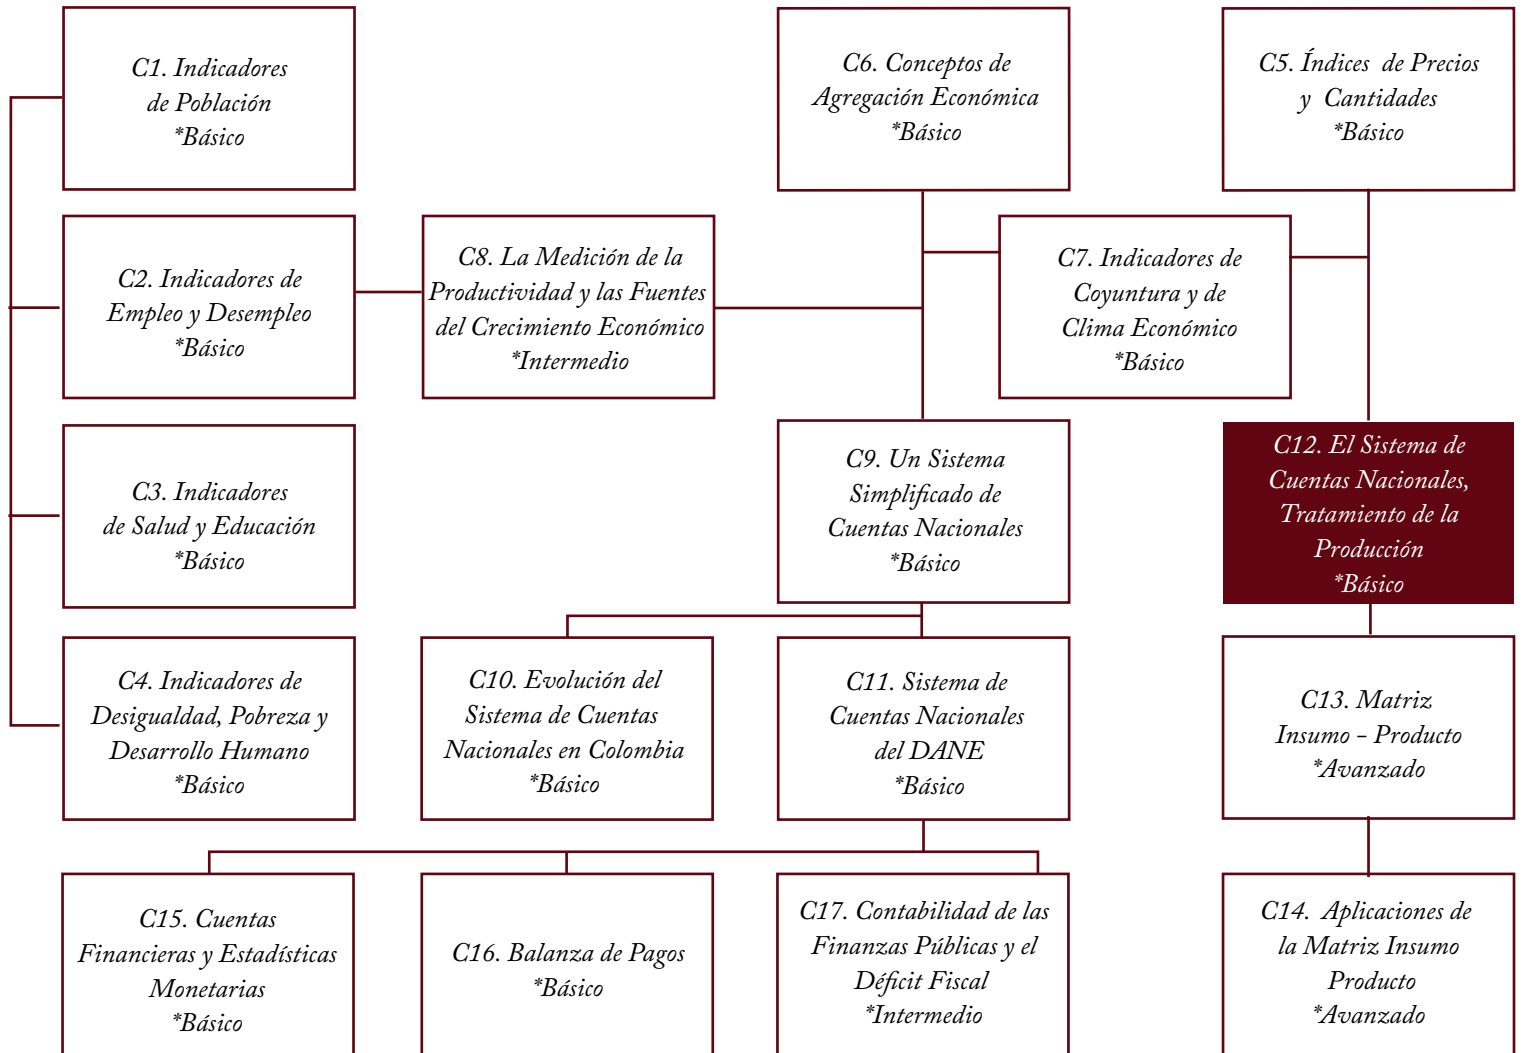 C1. Indicadores
de Población
*Básico
C6. Conceptos de
Agregación Económica
*Básico
C5. Índices de Precios
y Cantidades
*Básico
C2. Indicadores de
Empleo y Desempleo
*Básico
C8. La Medición de la
Productividad y las Fuentes
del Crecimiento Económico
*Intermedio
C7. Indicadores de
Coyuntura y de
Clima Económico
*Básico
C3. Indicadores
de Salud y Educación
*Básico
C9. Un Sistema
Simplificado de
Cuentas Nacionales
*Básico
C12. El Sistema de
Cuentas Nacionales,
Tratamiento de la
Producción
*Básico
C4. Indicadores de
Desigualdad, Pobreza y
Desarrollo Humano
*Básico
C10. Evolución del
Sistema de Cuentas
Nacionales en Colombia
*Básico
C11. Sistema de
Cuentas Nacionales
del DANE
*Básico
C13. Matriz
Insumo - Producto
*Avanzado
C15. Cuentas
Financieras y Estadísticas
Monetarias
*Básico
C16. Balanza de Pagos
*Básico
C17. Contabilidad de las
Finanzas Públicas y el
Déficit Fiscal
*Intermedio
C14. Aplicaciones de
la Matriz Insumo
Producto
*Avanzado